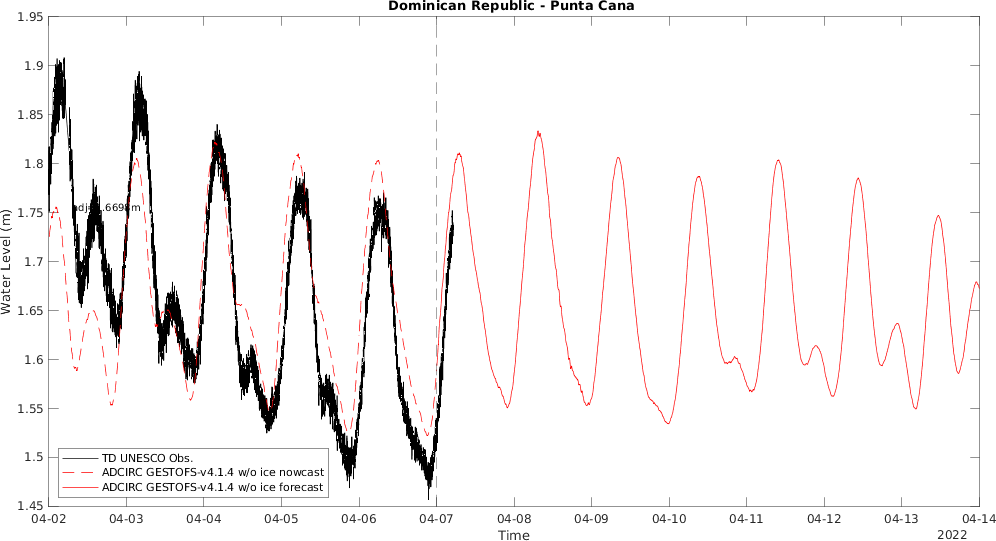 Dominican Republic - Punta Cana
1.95
1.9
1.85
1.8
1.75
1.7
1.65
1.6
1.55
1.5
1.45
Water Level (m)
TD UNESCO Obs.
ADCIRC GESTOFS-v4.1.4 w/o ice nowcast
ADCIRC GESTOFS-v4.1.4 w/o ice forecast
04-02 04-03 04-04 04-05 04-06 04-07 04-08 04-09 04-10 04-11 04-12 04-13 04-14
Time
2022